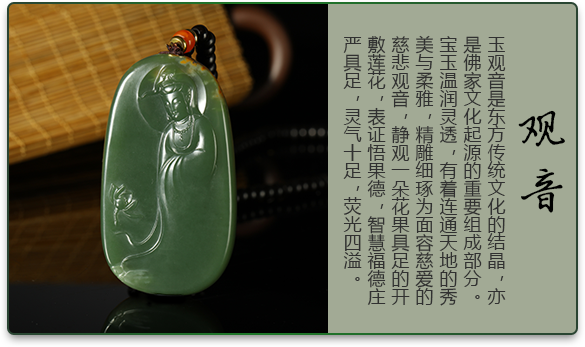 观音
玉观音是东方传统文化的结晶，亦
是佛家文化起源的重要组成部分。
宝玉温润灵透，有着连通天地的秀
美与柔雅，精雕细琢为面容慈爱的
慈悲观音，静观一朵花果具足的开
敷莲花，表证悟果德，智慧福德庄
严具足，灵气十足，荧光四溢。